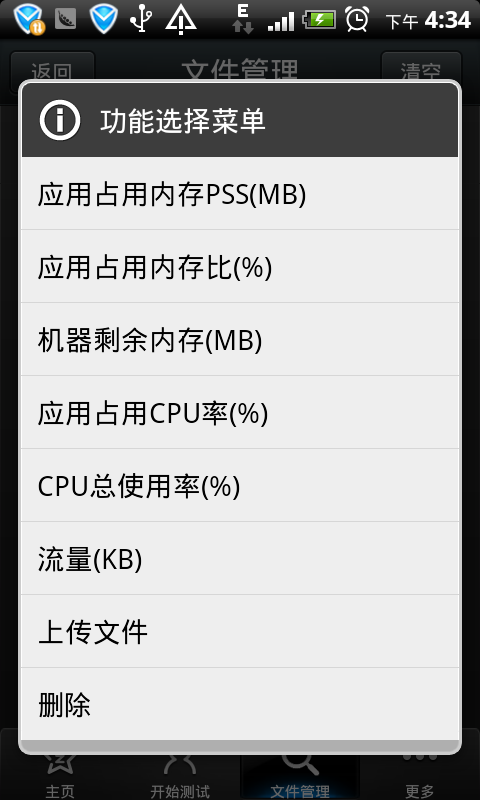 E
下午 4:34
返回
文件管理
清空
功能选择菜单
应用占用内存PSS(MB)
应用占用内存比(%)
机器剩余内存(MB)
应用占用CPU率(%)
CPU总使用率(%)
流量(KB)
上传文件
删除
主页
开始测试
文件管理
更多